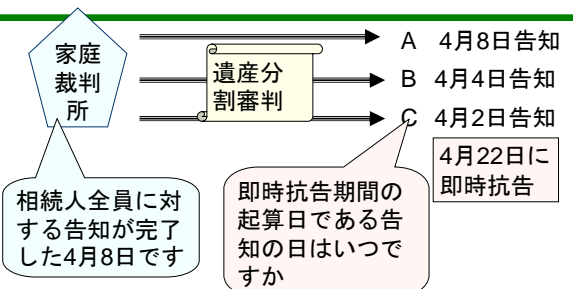 家庭
裁判
所
遺産分
割審判
A 4月8日告知
B 4月4日告知
C 4月2日告知
4月22日に
即時抗告
相続人全員に対
する告知が完了
した4月8日です
即時抗告期間の
起算日である告
知の日はいつで
すか